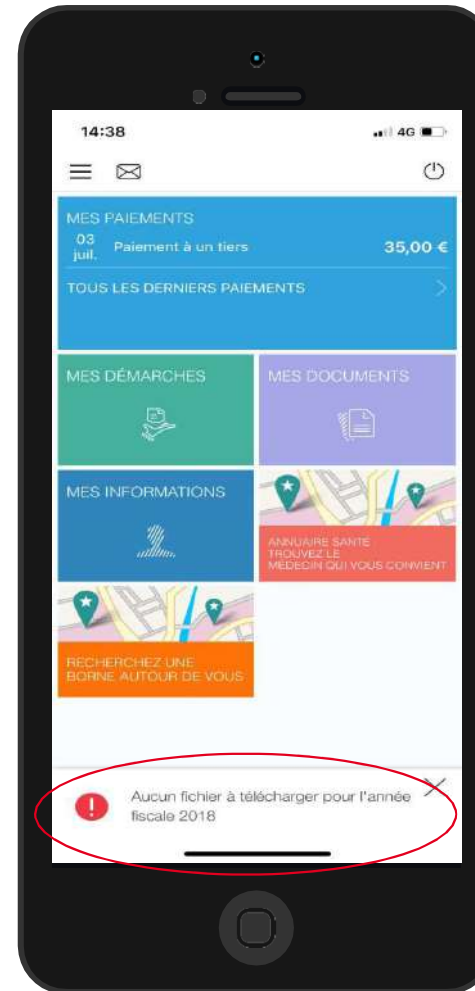 14:38
4G
MES PAIEMENTS
03 juil. Paiement à un tiers 35,00 €
TOUS LES DERNIERS PAIEMENTS
MES DÉMARCHES
MES DOCUMENTS
MES INFORMATIONS
ANNUAIRE SANTÉ
TROUVEZ LE
MÉDECIN QUI VOUS CONVIENT
RECHERCHEZ UNE
BORNE AUTOUR DE VOUS
Aucun fichier à télécharger pour l'année
fiscale 2018